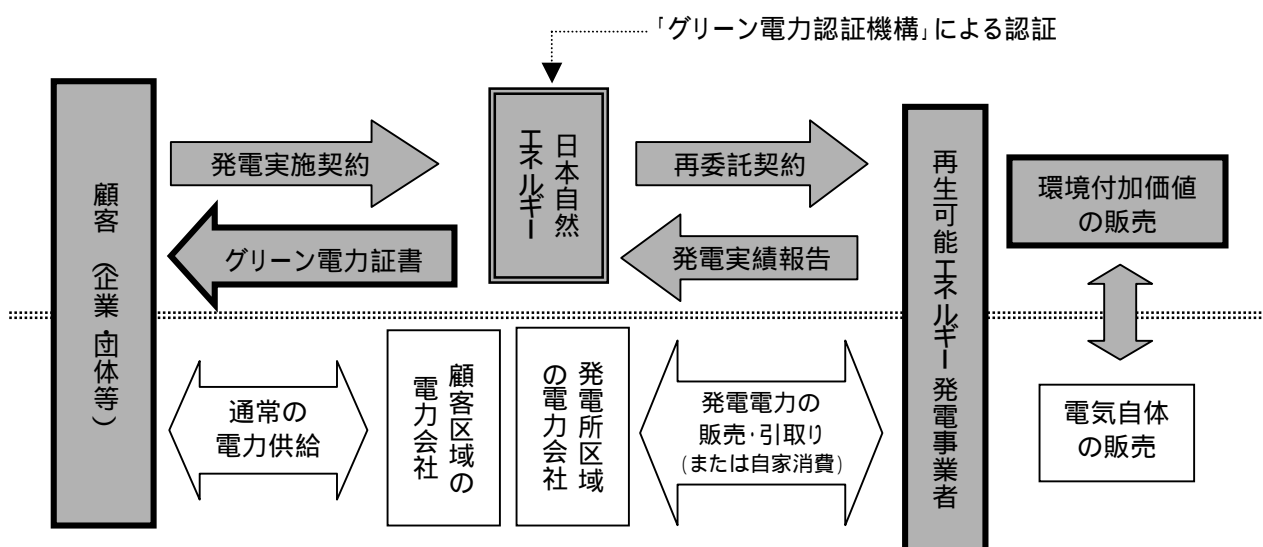 「グリーン電力認証機構」による認証
顧客（企業・団体等）
発電実施契約
グリーン電力証書
日本自然
エネルギー
再委託契約
発電実績報告
再生可能エネルギー発電事業者
環境付加価値
の販売
通常の
電力供給
顧客区域の
電力会社
発電所区域
の電力会社
発電電力の
販売・引取り
(または自家消費)
電気自体
の販売